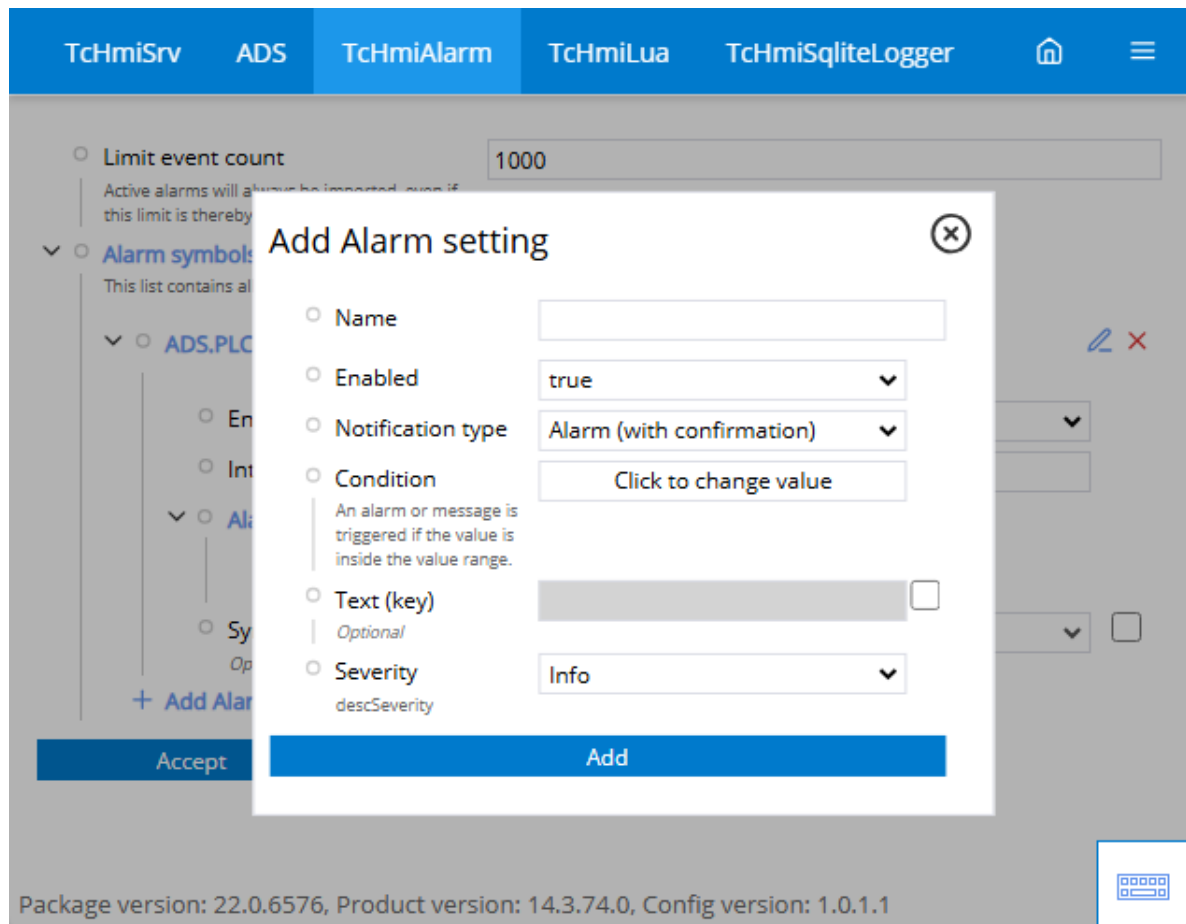 TcHmiSrv ADS TcHmiAlarm TcHmiLua TcHmiSqliteLogger
Limit event count 1000
Active alarms will always be imported, even if
this limit is thereby
Add Alarm setting
Alarm symbols
This list contains al
Name
ADS.PLC
Enabled true
En
Notification type Alarm (with confirmation)
Int
Condition Click to change value
An alarm or message is
triggered if the value is
inside the value range.
Ala
Text (key)
Optional
Sy
Op
Severity Info
descSeverity
+ Add Alar
Add
Accept
Package version: 22.0.6576, Product version: 14.3.74.0, Config version: 1.0.1.1